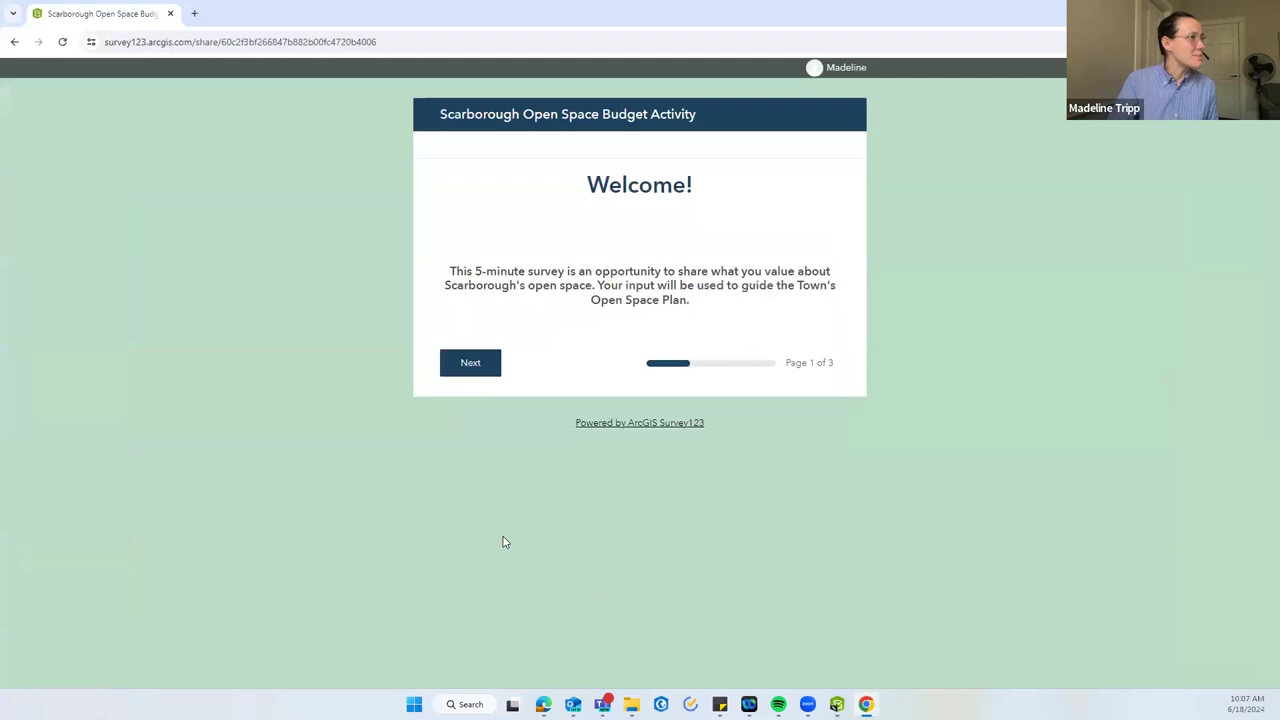 Scarborough Open Space Budg
survey123.arcgis.com/share/60c2f3bf266847b882b00fc4720b4006
Madeline
Madeline Tripp
Scarborough Open Space Budget Activity
Welcome!
This 5-minute survey is an opportunity to share what you value about
Scarborough's open space. Your input will be used to guide the Town's
Open Space Plan.
Next
Page 1 of 3
Powered by ArcGIS Survey123
Search
10:07 AM
6/18/2024